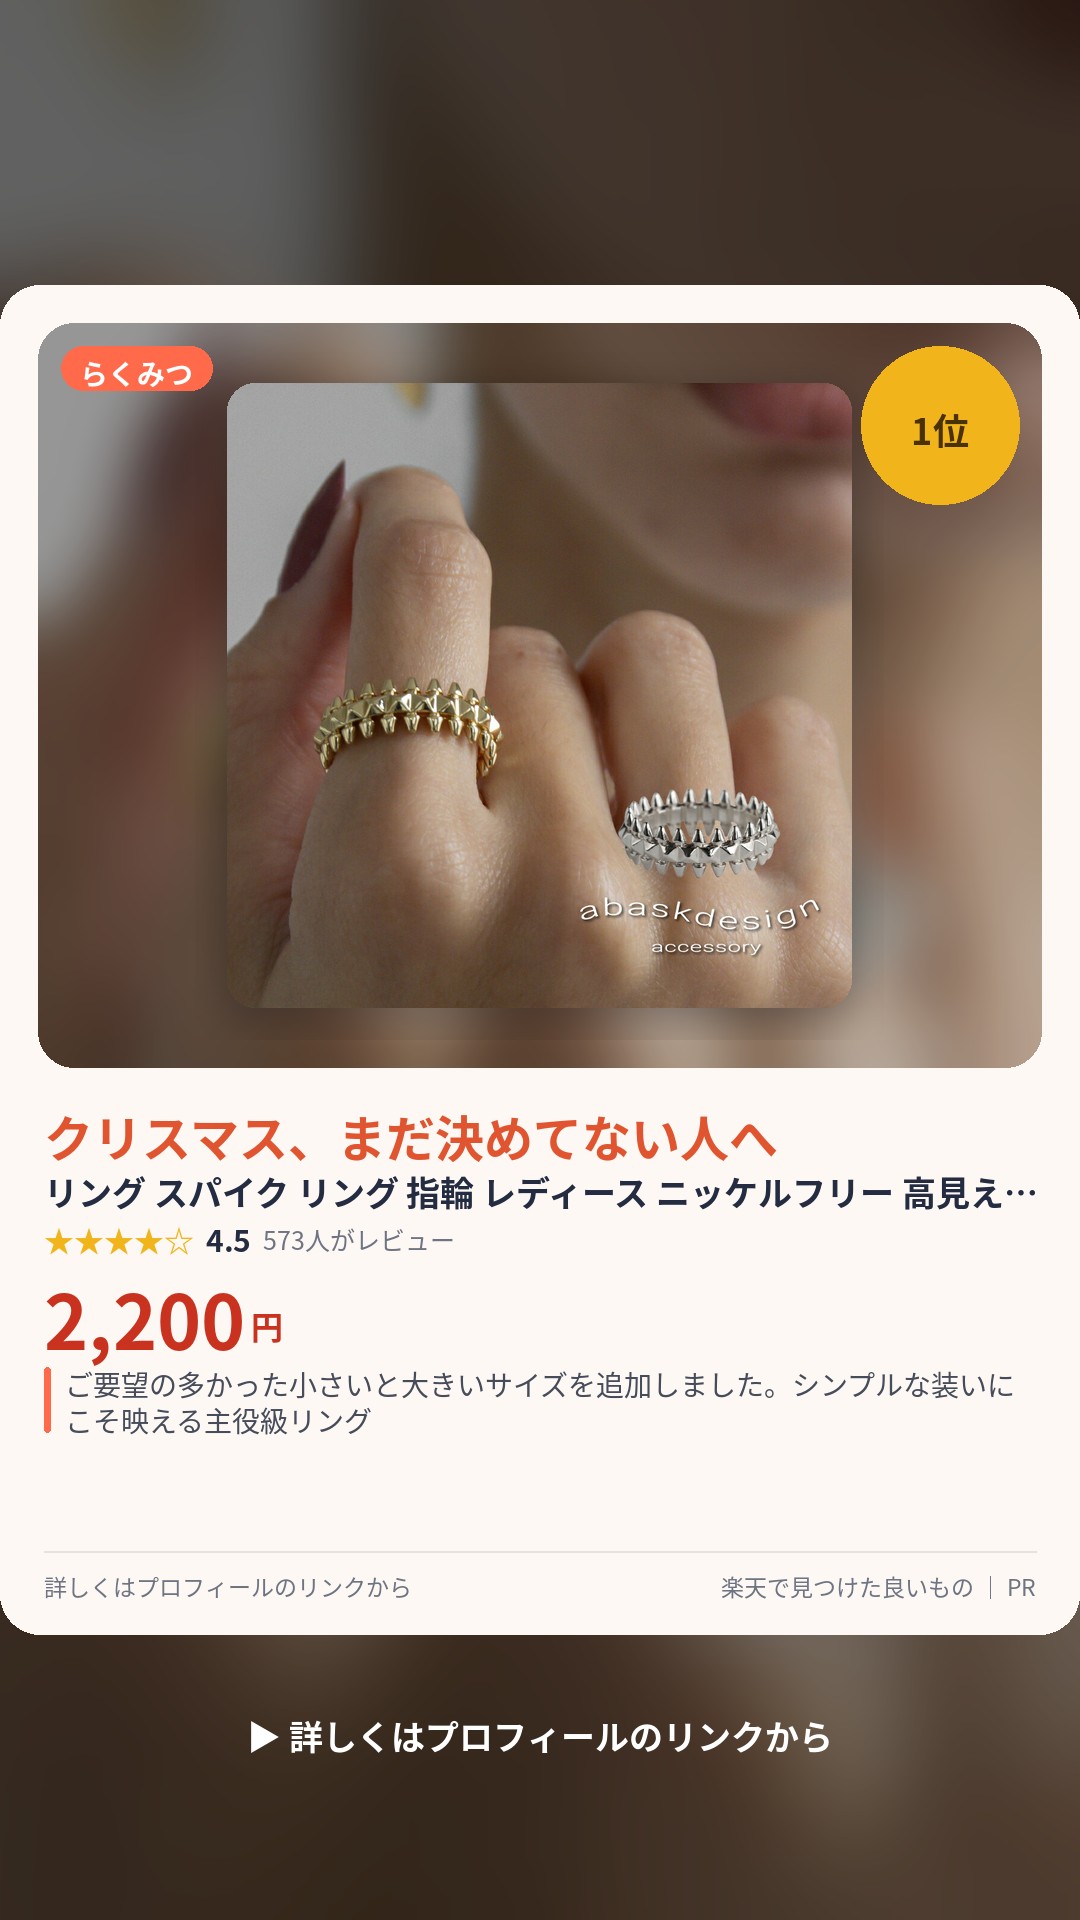 らくみつ
1位
abaskdesign
accessory
クリスマス、まだ決めてない人へ
リング スパイク リング 指輪 レディース ニッケルフリー 高見え…
★★★★☆ 4.5 573人がレビュー
2,200円
ご要望の多かった小さいと大きいサイズを追加しました。シンプルな装いに
こそ映える主役級リング
詳しくはプロフィールのリンクから
楽天で見つけた良いもの｜PR
▶ 詳しくはプロフィールのリンクから